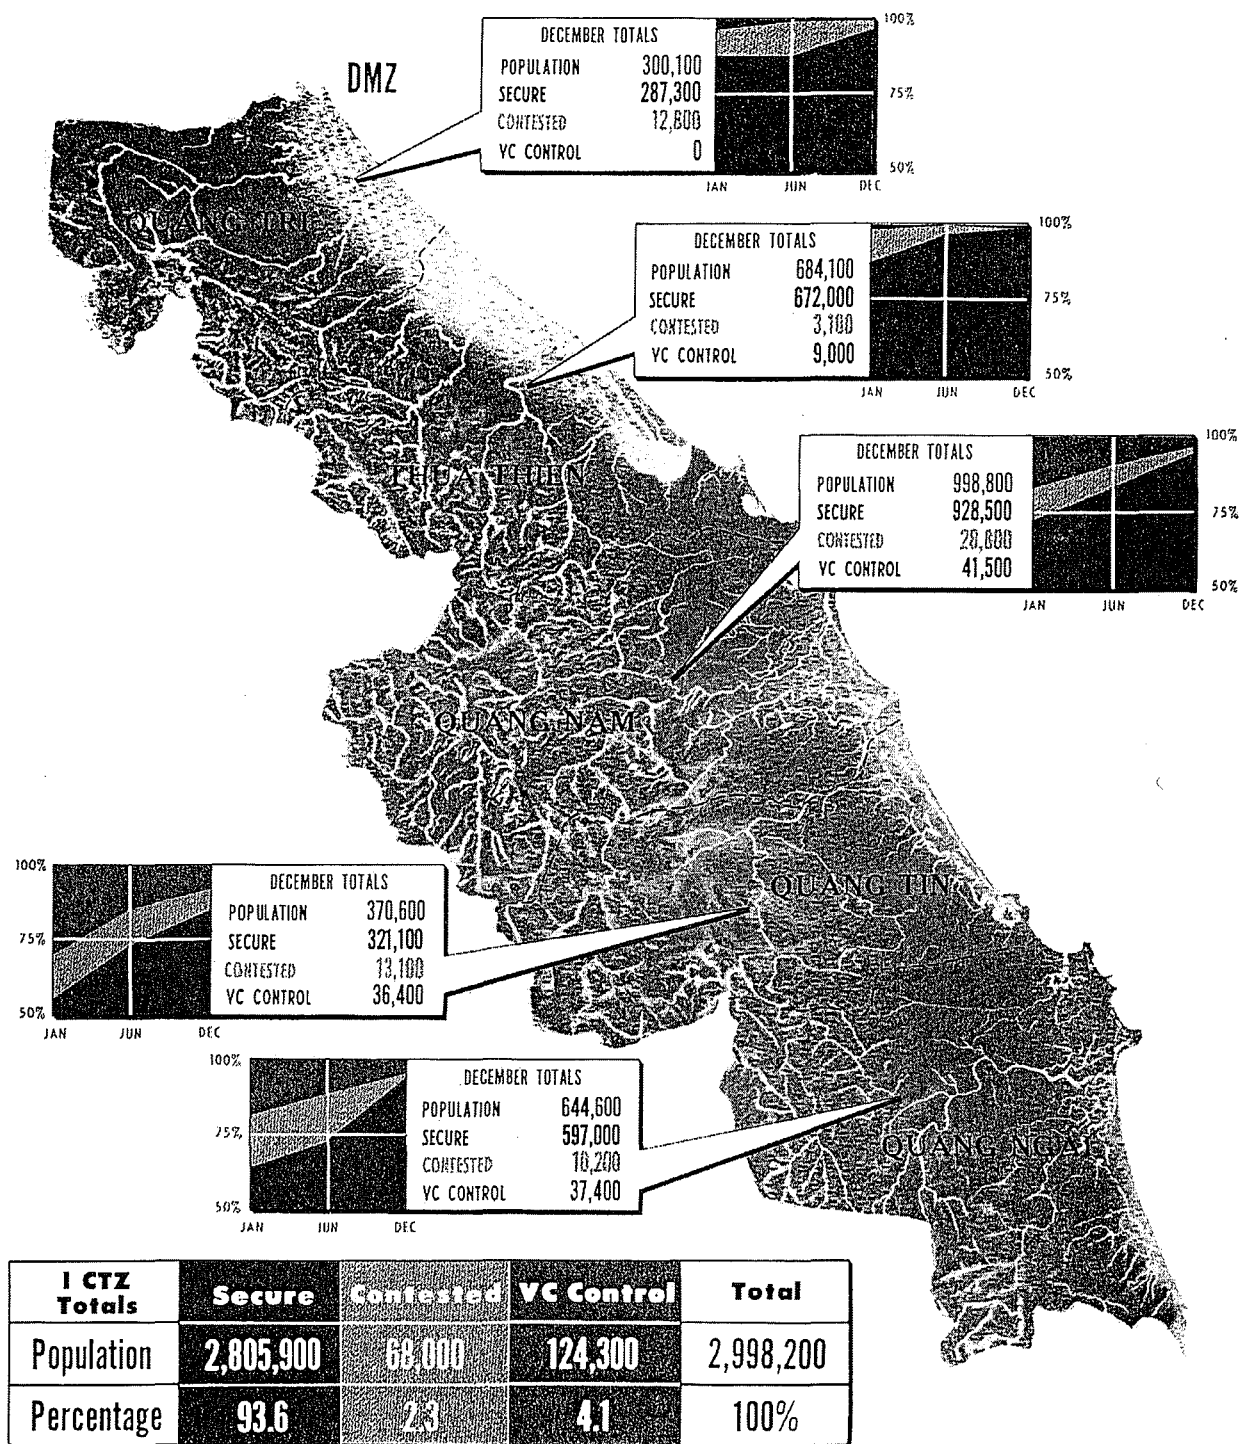 DMZ
DECEMBER TOTALS
POPULATION 300,100
SECURE 287,300
CONTESTED 12,800
VC CONTROL 0
100%
75%
50%
JAN JUN DEC
QUANG TRI
DECEMBER TOTALS
POPULATION 684,100
SECURE 672,000
CONTESTED 3,100
VC CONTROL 9,000
100%
75%
50%
JAN JUN DEC
THUA THIEN
DECEMBER TOTALS
POPULATION 998,800
SECURE 928,500
CONTESTED 28,800
VC CONTROL 41,500
100%
75%
50%
JAN JUN DEC
QUANG NAM
100%
75%
50%
JAN JUN DEC
DECEMBER TOTALS
POPULATION 370,600
SECURE 321,100
CONTESTED 13,100
VC CONTROL 36,400
QUANG TIN
100%
75%
50%
JAN JUN DEC
DECEMBER TOTALS
POPULATION 644,600
SECURE 597,000
CONTESTED 10,200
VC CONTROL 37,400
QUANG NGAI
I CTZ Totals Secure Contested VC Control Total
Population 2,805,900 68,000 124,300 2,998,200
Percentage 93.6 2.3 4.1 100%